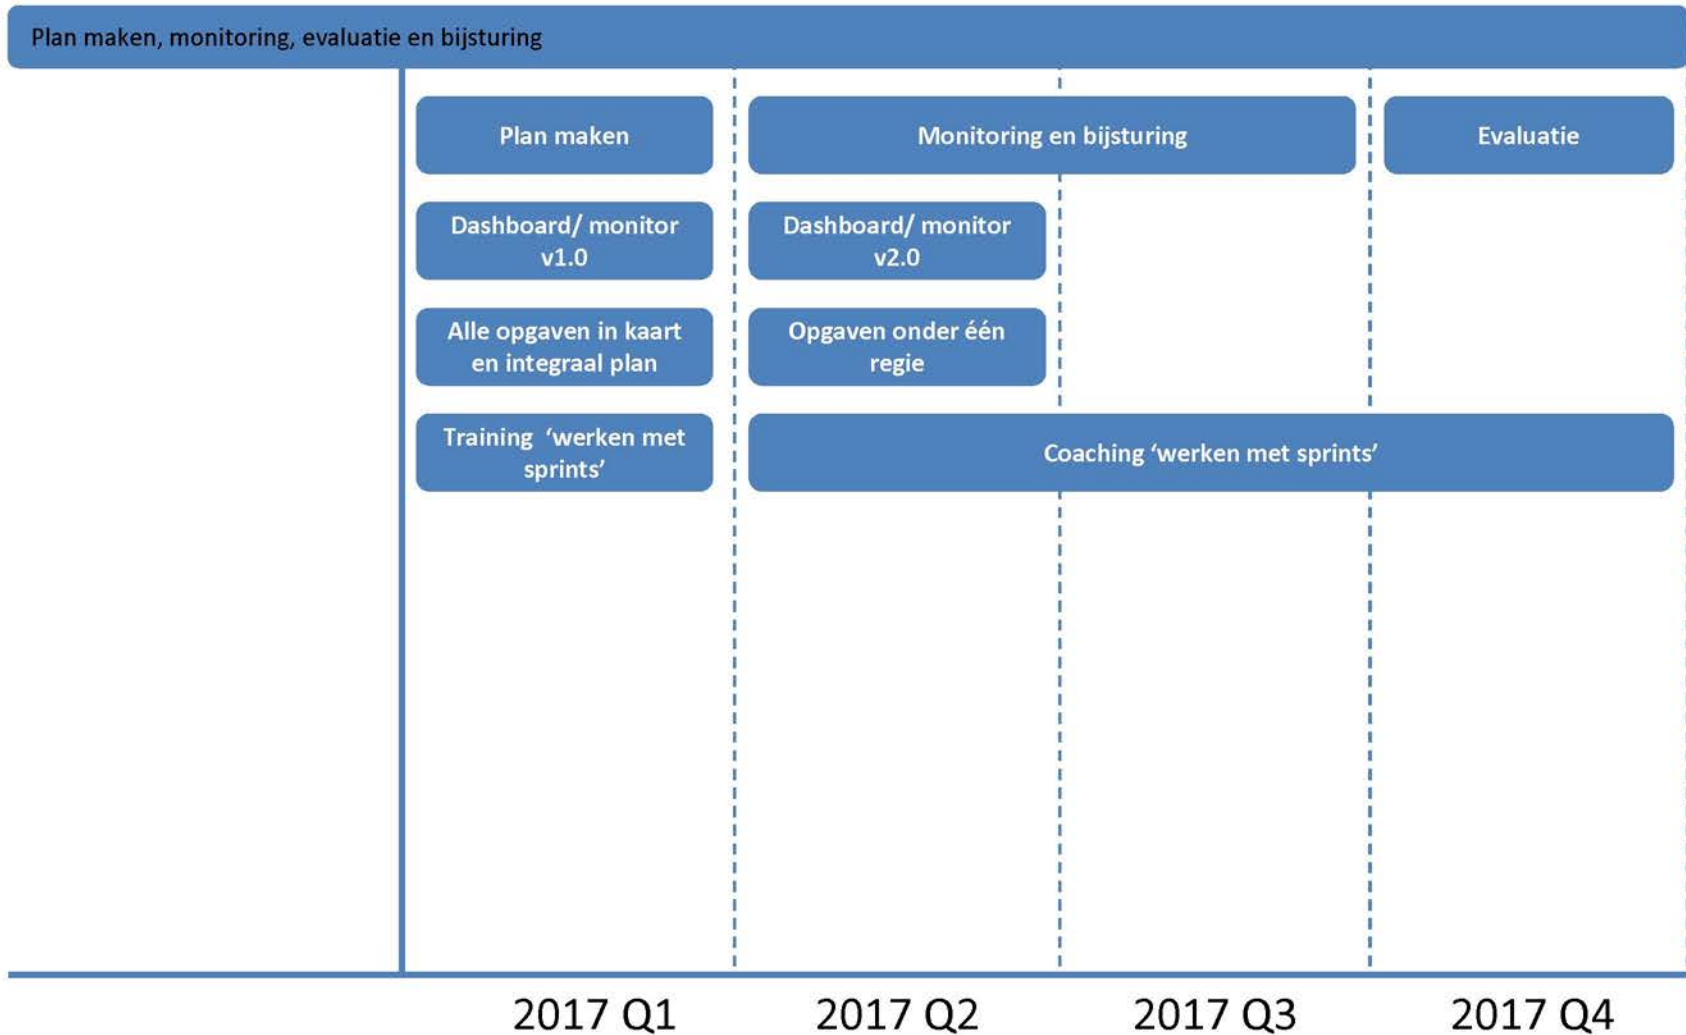 Plan maken, monitoring, evaluatie en bijsturing
Plan maken
Monitoring en bijsturing
Evaluatie
Dashboard/ monitor
v1.0
Dashboard/ monitor
v2.0
Alle opgaven in kaart
en integraal plan
Opgaven onder één
regie
Training ‘werken met
sprints’
Coaching ‘werken met sprints’
2017 Q1
2017 Q2
2017 Q3
2017 Q4